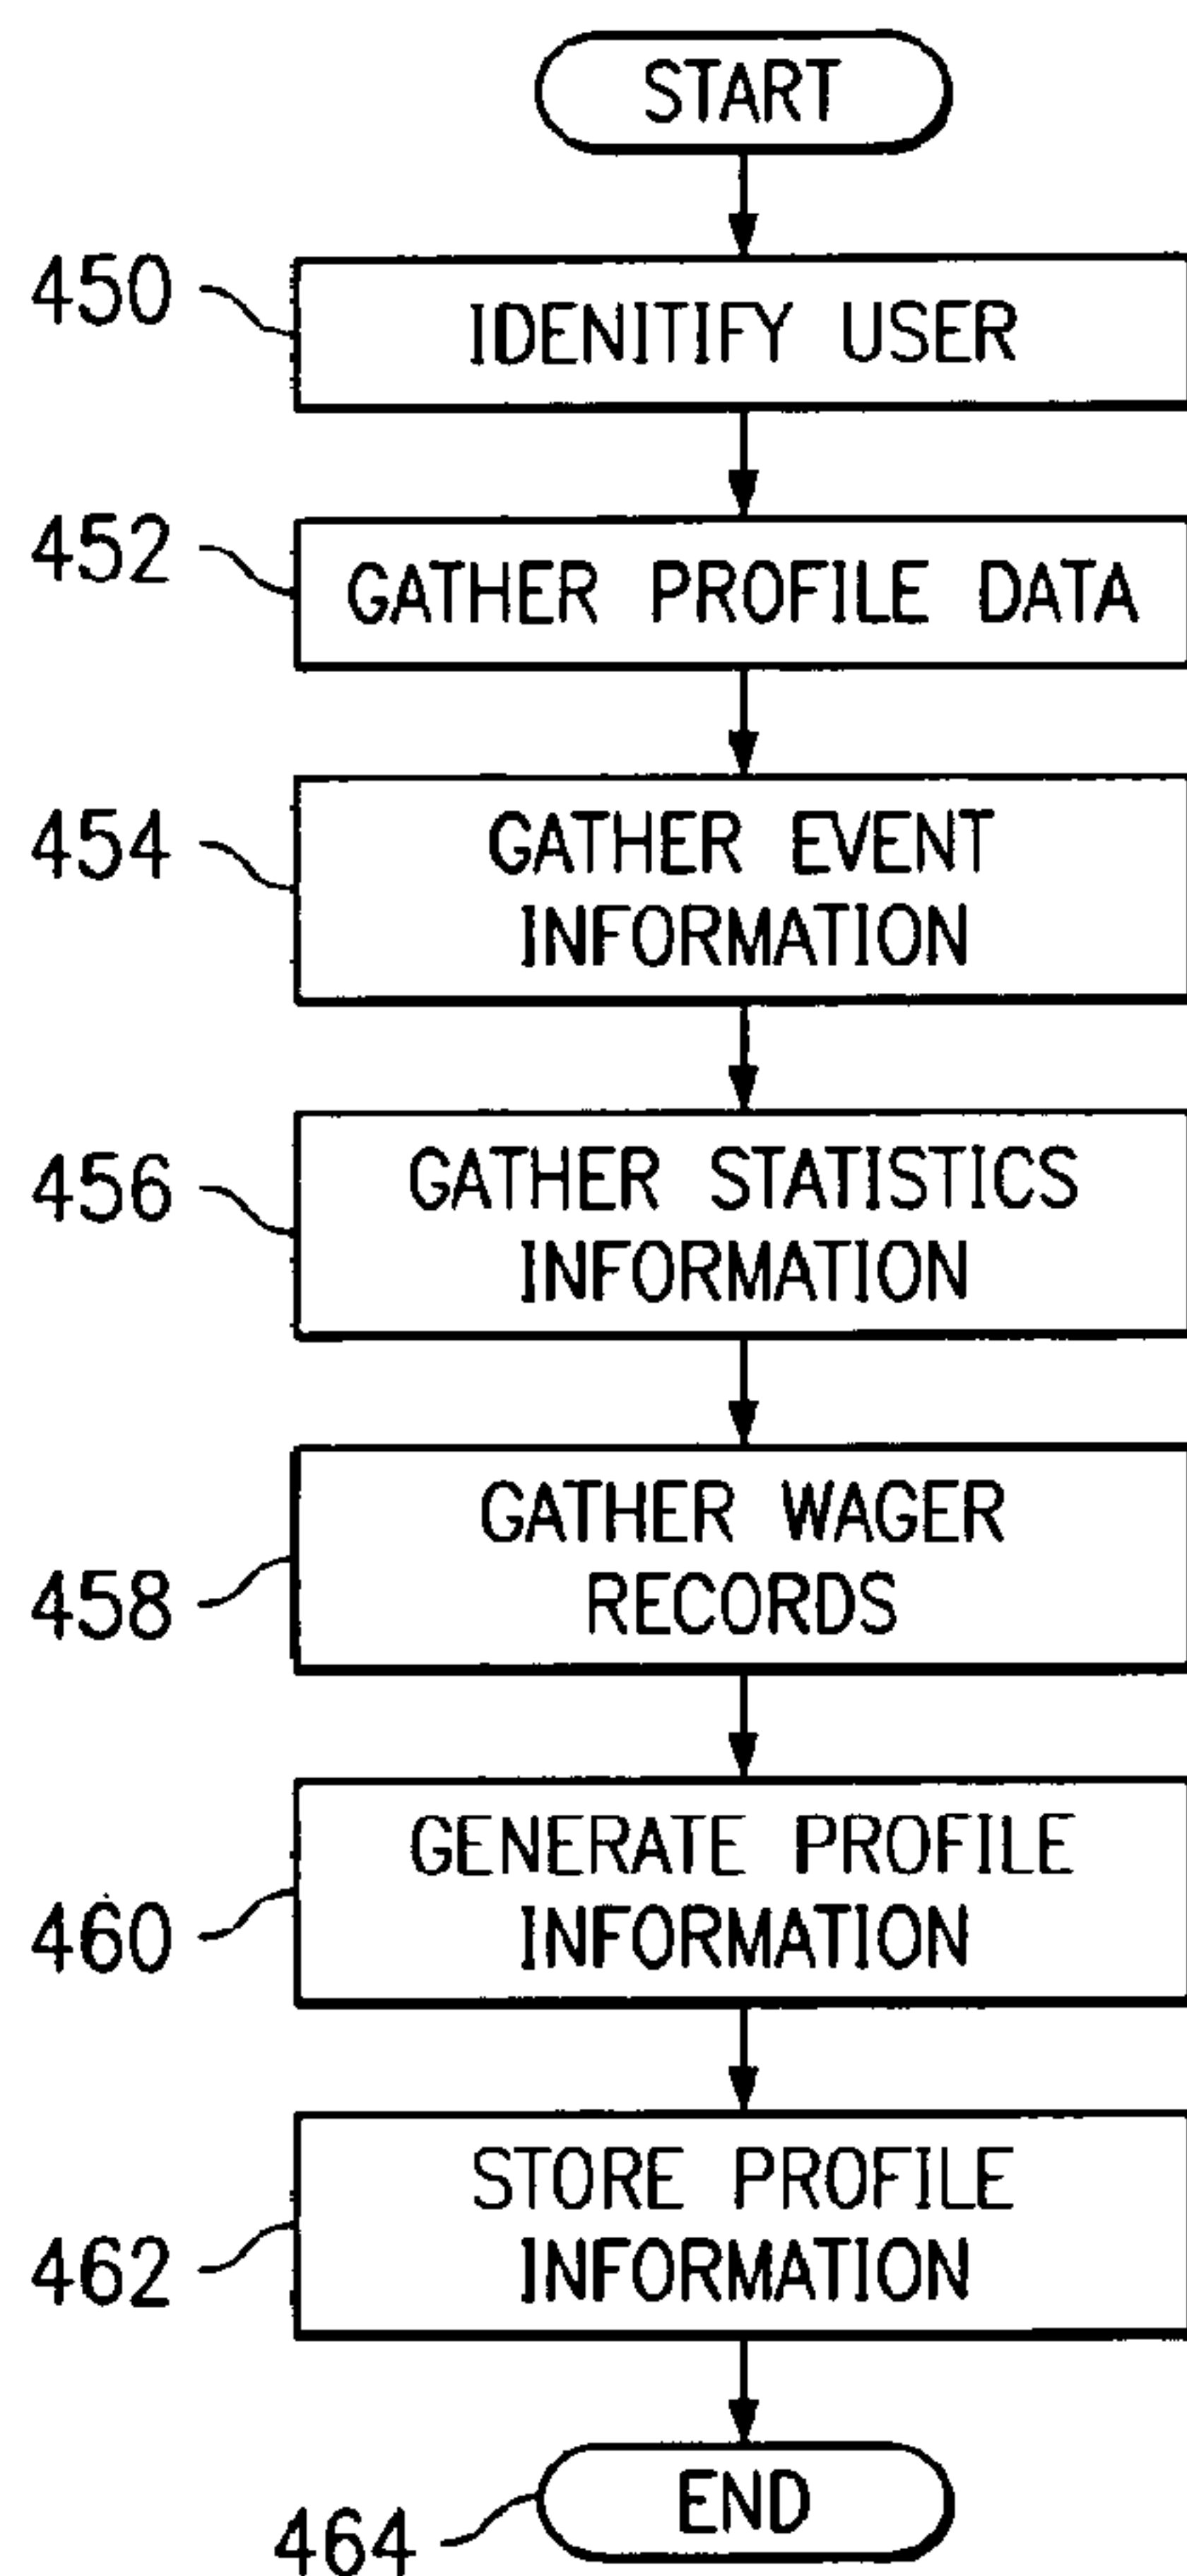 START
450
IDENITIFY USER
452
GATHER PROFILE DATA
454
GATHER EVENT
INFORMATION
456
GATHER STATISTICS
INFORMATION
458
GATHER WAGER
RECORDS
460
GENERATE PROFILE
INFORMATION
462
STORE PROFILE
INFORMATION
464
END